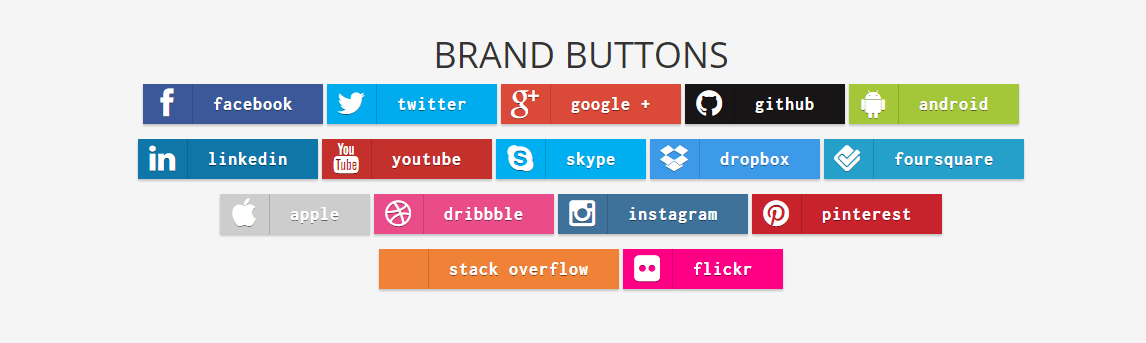 BRAND BUTTONS
facebook twitter g+ google + github android
in linkedin You Tube youtube skype dropbox foursquare
apple dribbble instagram pinterest
stack overflow flickr